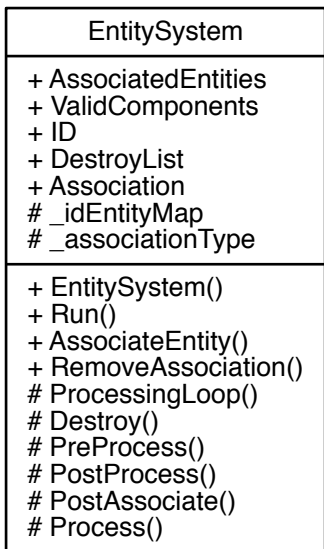 EntitySystem
+ AssociatedEntities
+ ValidComponents
+ ID
+ DestroyList
+ Association
# _idEntityMap
# _associationType
+ EntitySystem()
+ Run()
+ AssociateEntity()
+ RemoveAssociation()
# ProcessingLoop()
# Destroy()
# PreProcess()
# PostProcess()
# PostAssociate()
# Process()